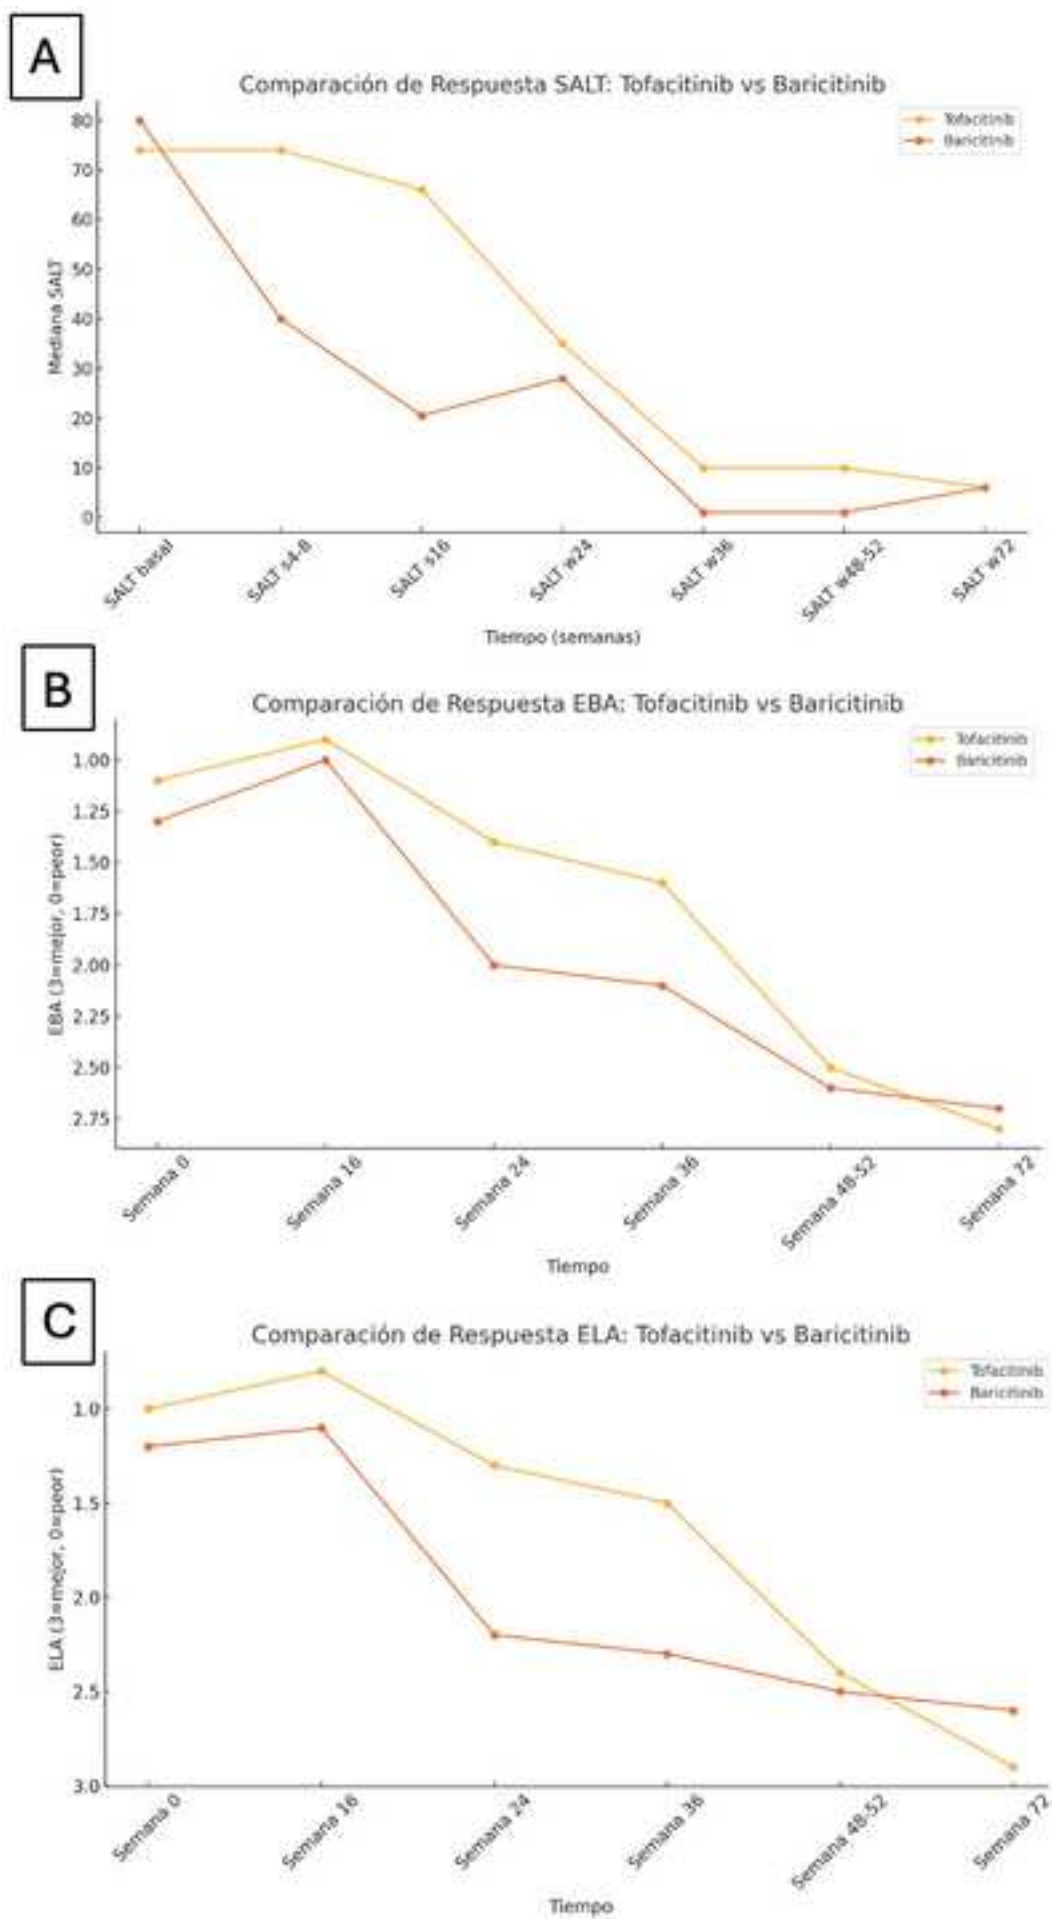 A
Comparación de Respuesta SALT: Tofacitinib vs Baricitinib
Tofacitinib
Baricitinib
Mediana SALT
80
70
60
50
40
30
20
10
0
SALT basal
SALT s4-8
SALT s16
SALT w24
SALT w36
SALT w48-52
SALT w72
Tiempo (semanas)
B
Comparación de Respuesta EBA: Tofacitinib vs Baricitinib
Tofacitinib
Baricitinib
EBA (3=mejor, 0=peor)
1.00
1.25
1.50
1.75
2.00
2.25
2.50
2.75
Semana 0
Semana 16
Semana 24
Semana 36
Semana 48-52
Semana 72
Tiempo
C
Comparación de Respuesta ELA: Tofacitinib vs Baricitinib
Tofacitinib
Baricitinib
ELA (3=mejor, 0=peor)
1.0
1.5
2.0
2.5
3.0
Semana 0
Semana 16
Semana 24
Semana 36
Semana 48-52
Semana 72
Tiempo